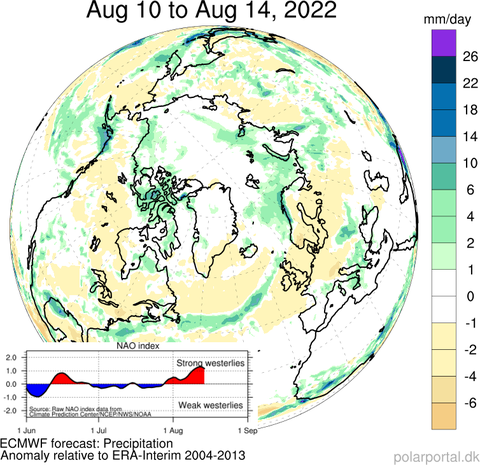 Aug 10 to Aug 14, 2022
mm/day
26
22
18
14
10
6
4
2
1
0
-1
-2
-4
-6
NAO index
2.0
1.0
0.0
-1.0
-2.0
Strong westerlies
Weak westerlies
Source: Raw NAO index data from
Climate Prediction Center/NCEP/NWS/NOAA
1 Jun
1 Jul
1 Aug
1 Sep
ECMWF forecast: Precipitation
Anomaly relative to ERA-Interim 2004-2013
polarportal.dk